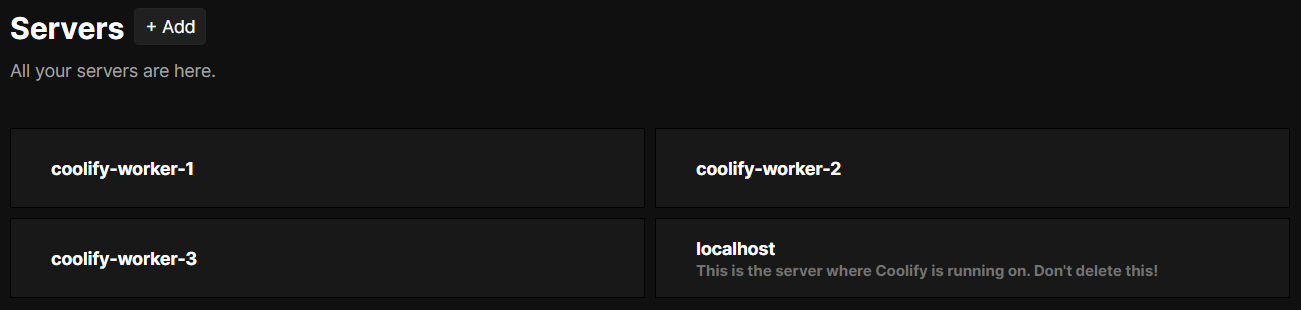 Servers
+ Add
All your servers are here.
coolify-worker-1
coolify-worker-2
coolify-worker-3
localhost
This is the server where Coolify is running on. Don't delete this!